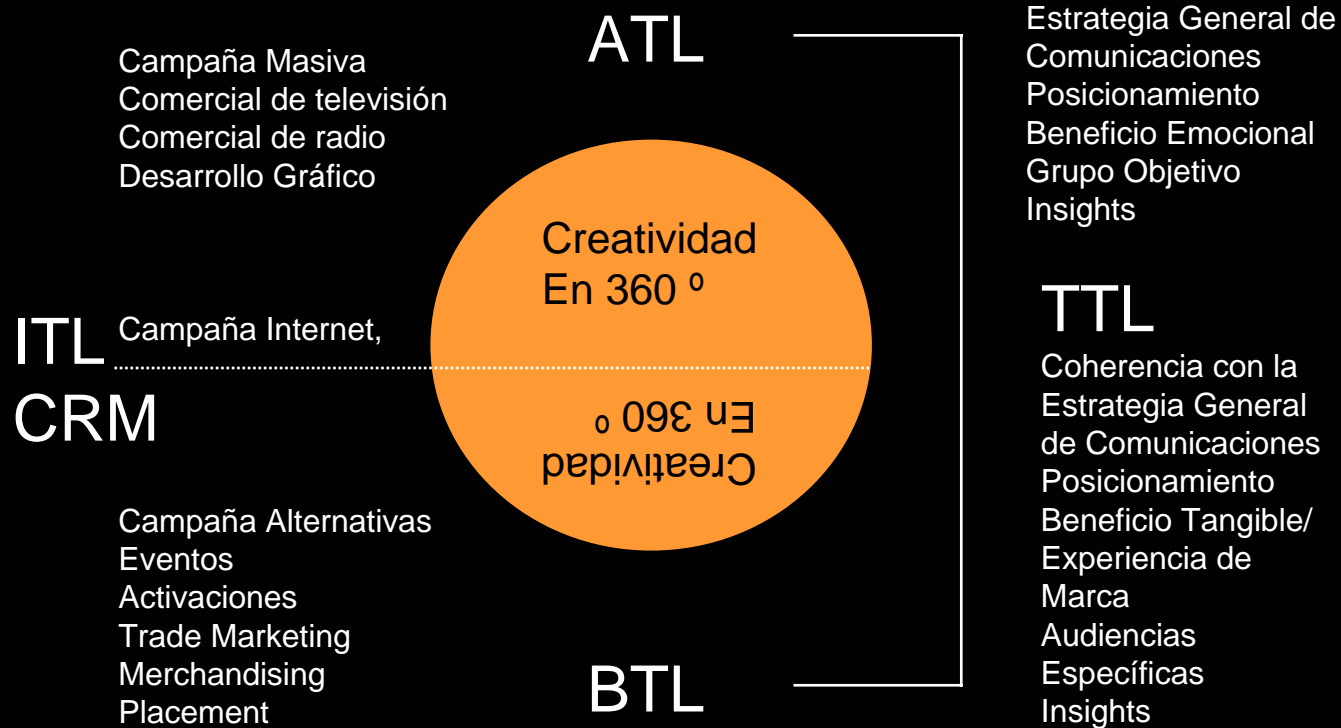 ATL
Campaña Masiva
Comercial de televisión
Comercial de radio
Desarrollo Gráfico
Estrategia General de
Comunicaciones
Posicionamiento
Beneficio Emocional
Grupo Objetivo
Insights
Creatividad
En 360 º
ITL
Campaña Internet,
CRM
Creatividad
En 360 º
TTL
Coherencia con la
Estrategia General
de Comunicaciones
Posicionamiento
Beneficio Tangible/
Experiencia de
Marca
Audiencias
Específicas
Insights
Campaña Alternativas
Eventos
Activaciones
Trade Marketing
Merchandising
Placement
BTL